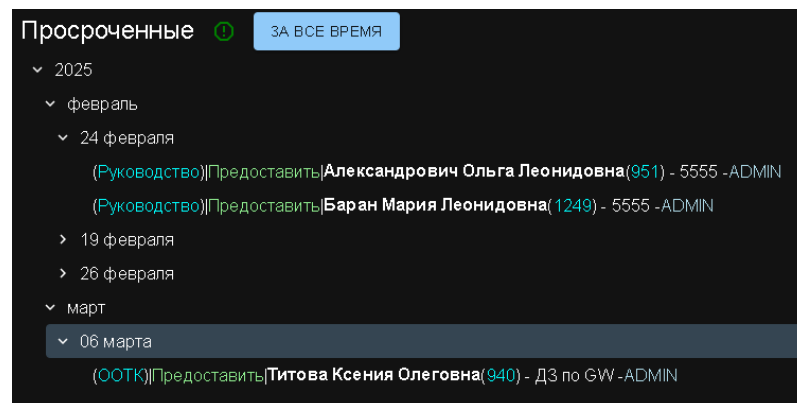 Просроченные ЗА ВСЕ ВРЕМЯ
2025
февраль
24 февраля
(Руководство)|Предоставить|Александрович Ольга Леонидовна(951) - 5555 -ADMIN
(Руководство)|Предоставить|Баран Мария Леонидовна(1249) - 5555 -ADMIN
19 февраля
26 февраля
март
06 марта
(ООТК)|Предоставить|Титова Ксения Олеговна(940) - ДЗ по GW -ADMIN